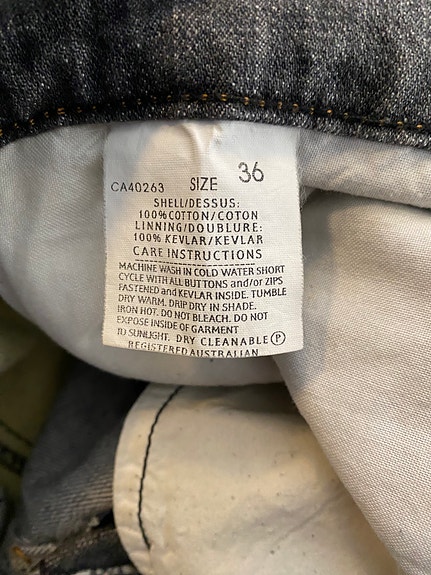 CA40263 SIZE 36
SHELL/DESSUS:
100% COTTON/COTON
LINNING/DOUBLURE:
100% KEVLAR/KEVLAR
CARE INSTRUCTIONS
MACHINE WASH IN COLD WATER SHORT
CYCLE WITH ALL BUTTONS and/or ZIPS
FASTENED and KEVLAR INSIDE. TUMBLE
DRY WARM. DRIP DRY IN SHADE.
IRON HOT. DO NOT BLEACH. DO NOT
EXPOSE INSIDE OF GARMENT
TO SUNLIGHT. DRY CLEANABLE Ⓟ
REGISTERED AUSTRALIAN